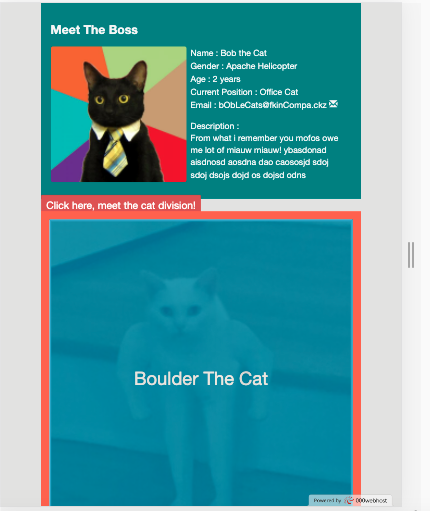 Meet The Boss
Name : Bob the Cat
Gender : Apache Helicopter
Age : 2 years
Current Position : Office Cat
Email : bObLeCats@fkinCompa.ckz
Description :
From what i remember you mofos owe
me lot of miauw miauw! ybasdonad
aisdnosd aosdna dao caososjd sdoj
sdoj dsojs dojd os dojsd odns
Click here, meet the cat division!
Boulder The Cat
Powered by 000webhost